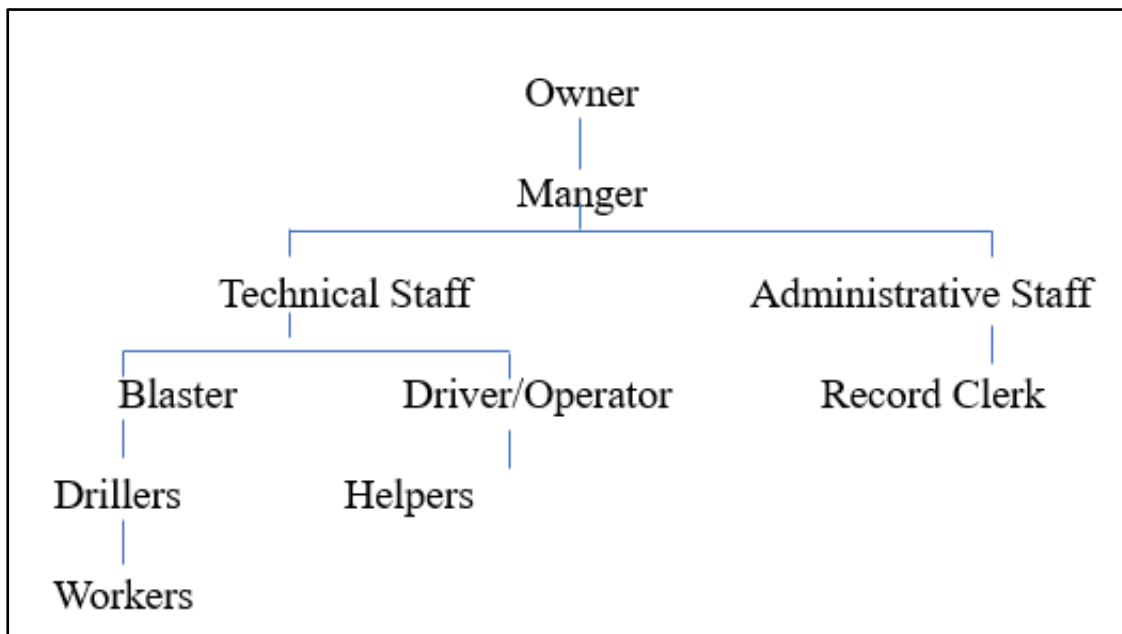 Owner
Manger
Technical Staff Administrative Staff
Blaster Driver/Operator Record Clerk
Drillers Helpers
Workers